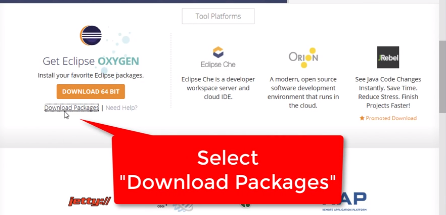 Tool Platforms
Get Eclipse OXYGEN
Install your favorite Eclipse packages.
DOWNLOAD 64 BIT
Download Packages | Need Help?
Eclipse Che
Eclipse Che is a developer
workspace server and
cloud IDE.
ORION
A modern, open source
software development
environment that runs in
the cloud.
Rebel
See Java Code Changes
Instantly. Save Time.
Reduce Stress. Finish
Projects Faster!
★ Promoted Download
Select
"Download Packages"
jetty://